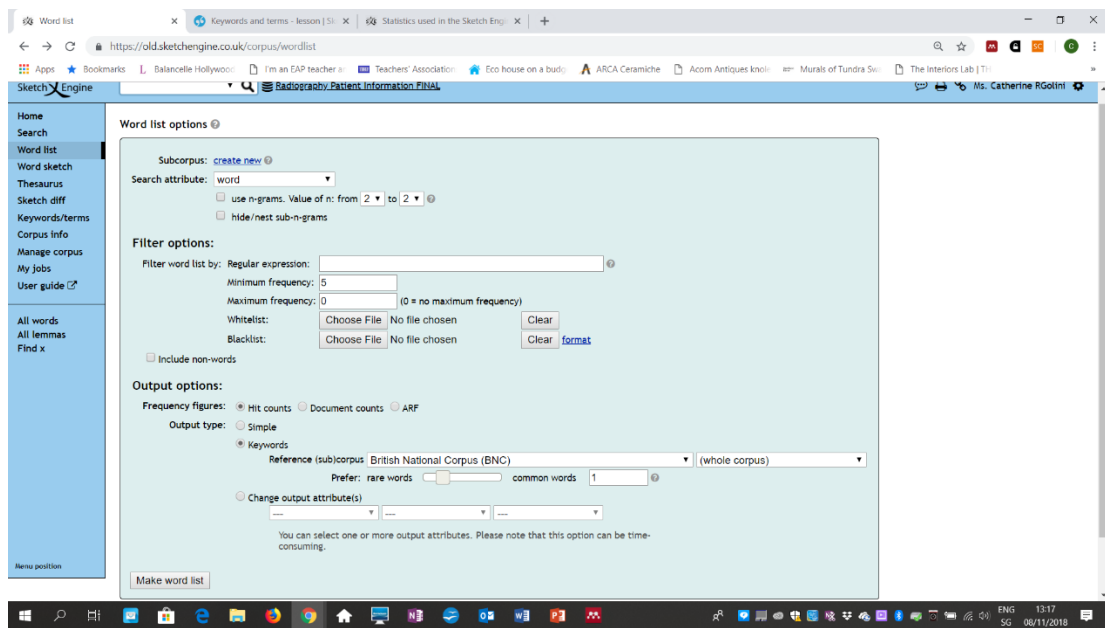 Word list
Keywords and terms - lesson | Sk
Statistics used in the Sketch Engi
https://old.sketchengine.co.uk/corpus/wordlist
Apps Bookmarks Balancelle Hollywood I'm an EAP teacher an Teachers' Association Eco house on a budg ARCA Ceramiche Acorn Antiques knole Murals of Tundra Swa The Interiors Lab | TH
Sketch Engine Radiography Patient Information FINAL Ms. Catherine RGolini
Home
Search
Word list
Word sketch
Thesaurus
Sketch diff
Keywords/terms
Corpus info
Manage corpus
My jobs
User guide
All words
All lemmas
Find x
Menu position
Word list options
Subcorpus: create new
Search attribute: word
use n-grams. Value of n: from 2 to 2
hide/nest sub-n-grams
Filter options:
Filter word list by: Regular expression:
Minimum frequency: 5
Maximum frequency: 0 (0 = no maximum frequency)
Whitelist: Choose File No file chosen Clear
Blacklist: Choose File No file chosen Clear format
Include non-words
Output options:
Frequency figures: Hit counts Document counts ARF
Output type: Simple
Keywords
Reference (sub)corpus British National Corpus (BNC) (whole corpus)
Prefer: rare words common words 1
Change output attribute(s)
--- --- ---
You can select one or more output attributes. Please note that this option can be time-
consuming.
Make word list
ENG 13:17
SG 08/11/2018